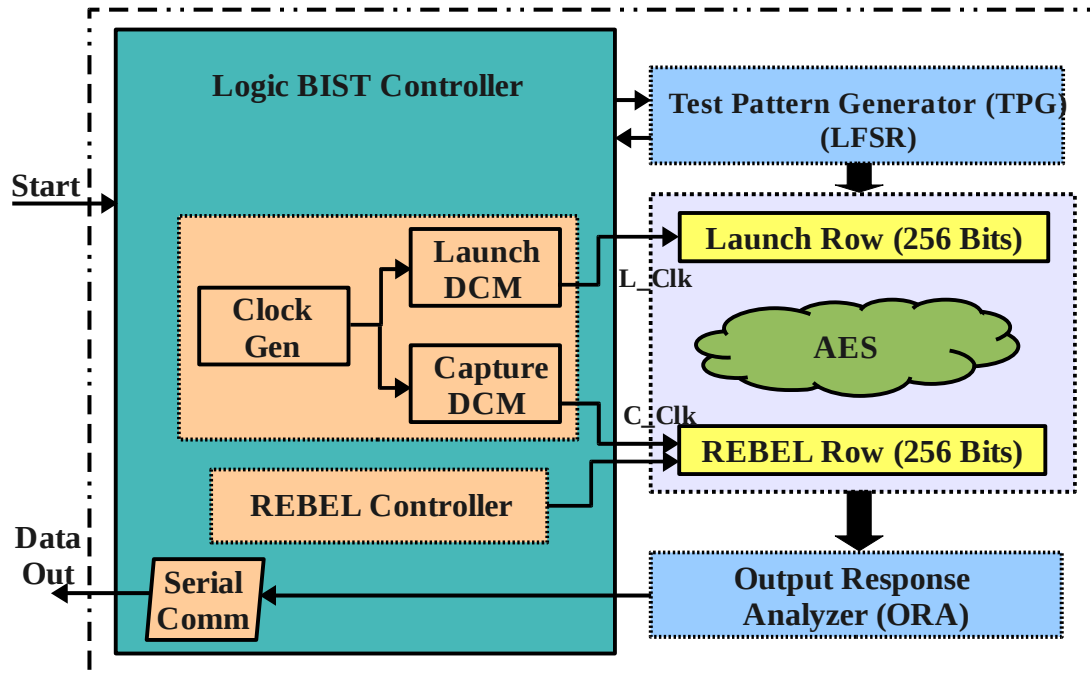 Logic BIST Controller
Test Pattern Generator (TPG)
(LFSR)
Start
Launch
DCM
Clock
Gen
Capture
DCM
L_Clk
Launch Row (256 Bits)
AES
C_Clk
REBEL Row (256 Bits)
REBEL Controller
Data
Out
Serial
Comm
Output Response
Analyzer (ORA)